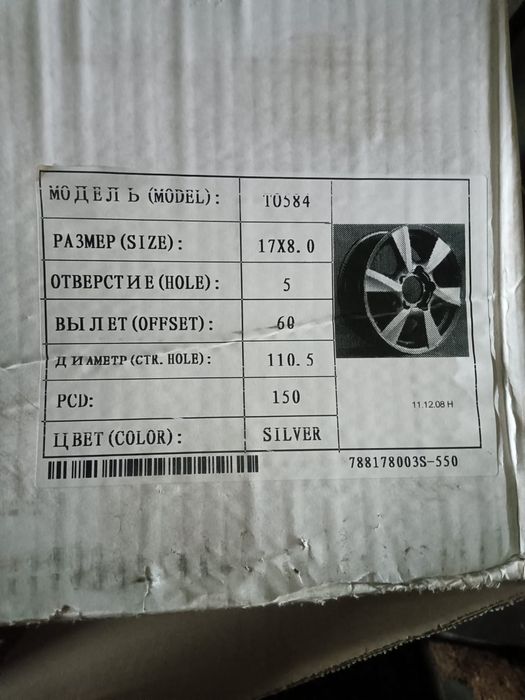 МОДЕЛЬ (MODEL): T0584
РАЗМЕР (SIZE): 17X8.0
ОТВЕРСТИЕ (HOLE): 5
ВЫЛЕТ (OFFSET): 60
ДИАМЕТР (CTR. HOLE): 110.5
PCD: 150
11.12.08 H
ЦВЕТ (COLOR): SILVER
788178003S-550